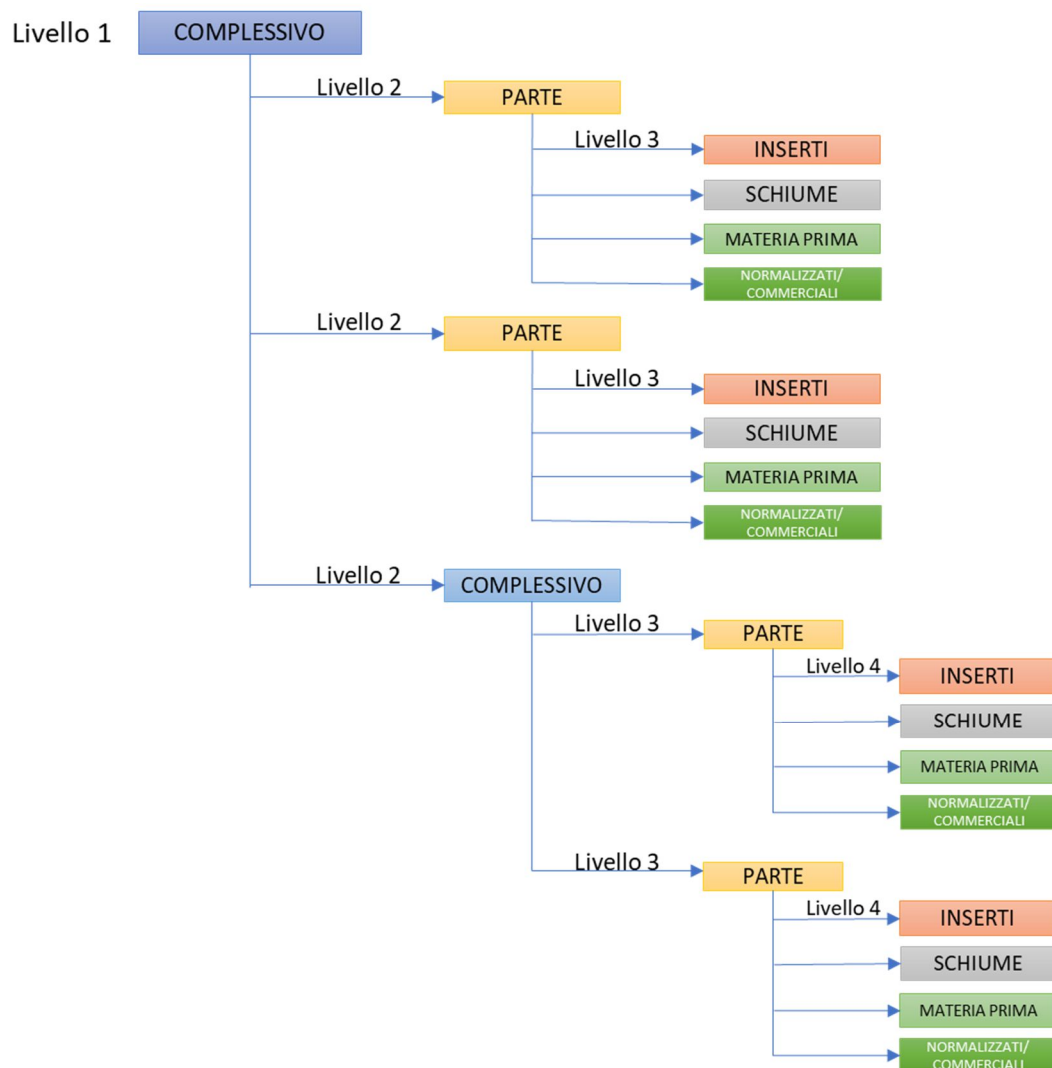 Livello 1 COMPLESSIVO
Livello 2 PARTE
Livello 3 INSERTI
SCHIUME
MATERIA PRIMA
NORMALIZZATI/
COMMERCIALI
Livello 2 PARTE
Livello 3 INSERTI
SCHIUME
MATERIA PRIMA
NORMALIZZATI/
COMMERCIALI
Livello 2 COMPLESSIVO
Livello 3 PARTE
Livello 4 INSERTI
SCHIUME
MATERIA PRIMA
NORMALIZZATI/
COMMERCIALI
Livello 3 PARTE
Livello 4 INSERTI
SCHIUME
MATERIA PRIMA
NORMALIZZATI/
COMMERCIALI